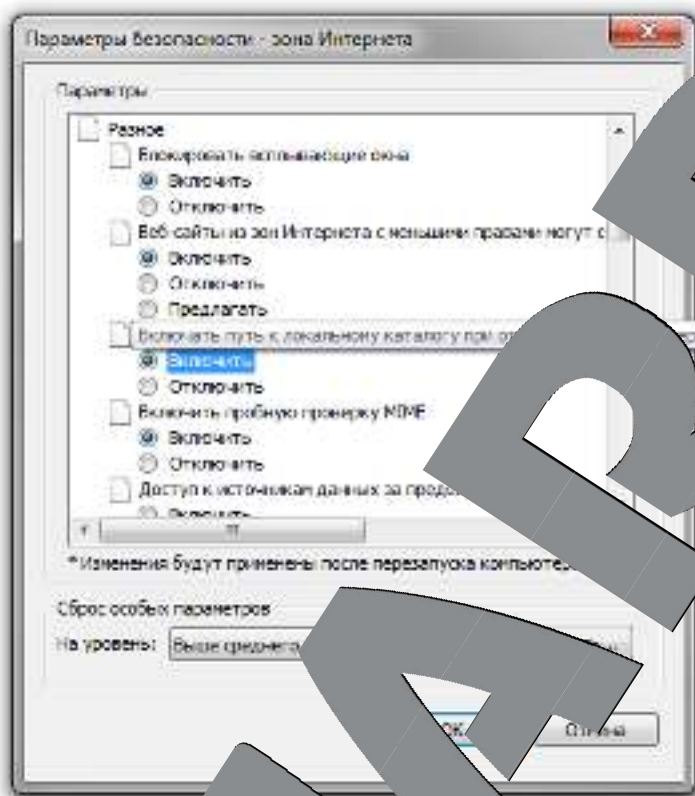 Параметры безопасности - зона Интернета
Параметры
Разное
Блокировать всплывающие окна
Включить
Отключить
Веб-сайты из зон Интернета с меньшими правами могут с
Включить
Отключить
Предлагать
Включать путь к локальному каталогу при
Включить
Отключить
Включить пробную проверку MIME
Включить
Отключить
Доступ к источникам данных за
Включить
*Изменения будут применены после перезапуска
Сброс особых параметров
На уровень: Выше среднего
OK Отмена